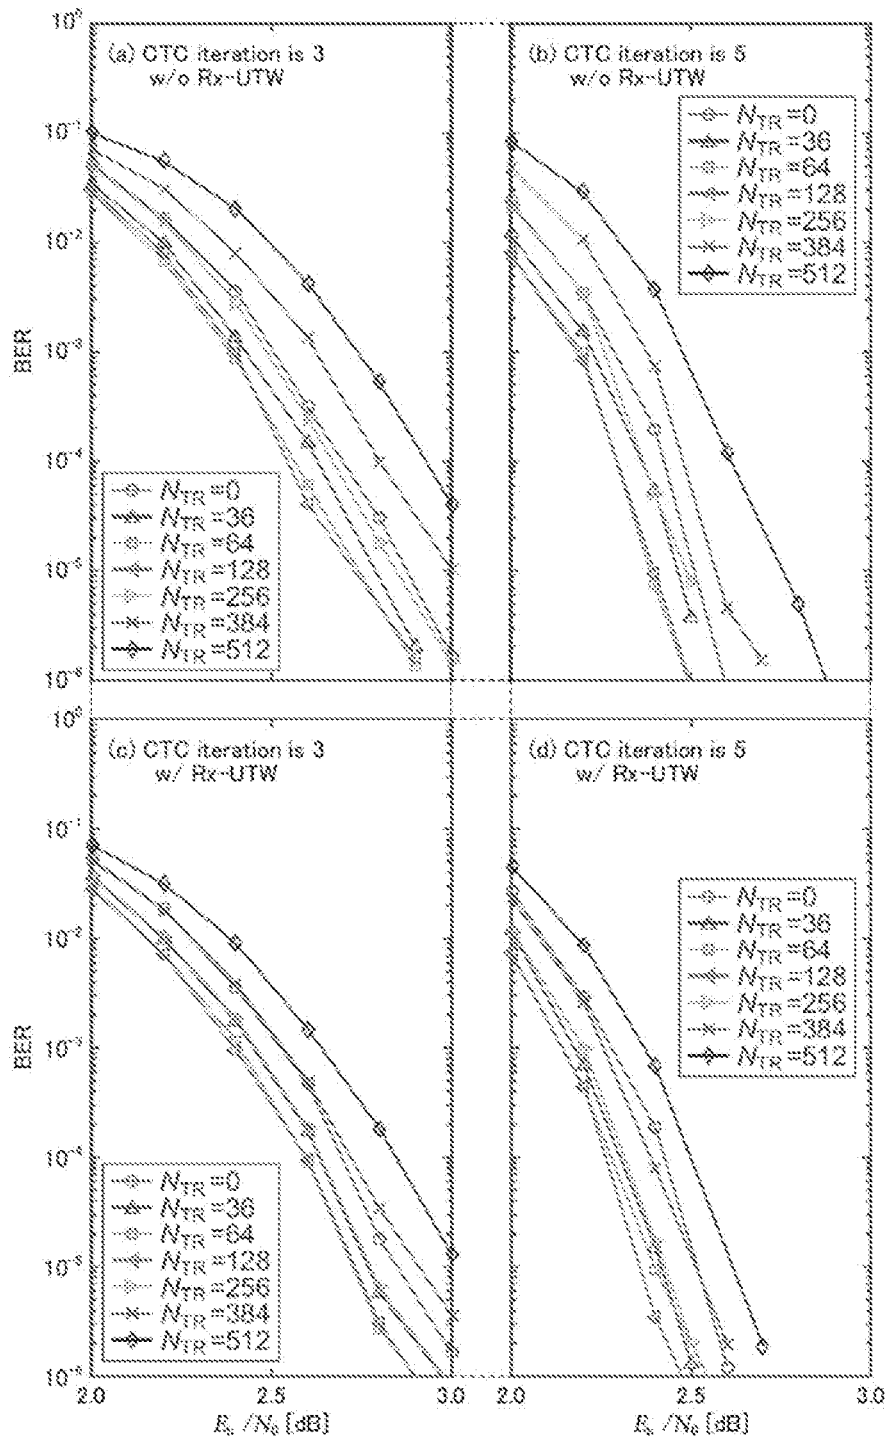 (a) CTC iteration is 3
w/o Rx-UTW
(b) CTC iteration is 5
w/o Rx-UTW
10⁰
10⁻¹
10⁻²
10⁻³
10⁻⁴
10⁻⁵
10⁻⁶
BER
N_TR=0
N_TR=36
N_TR=64
N_TR=128
N_TR=256
N_TR=384
N_TR=512
N_TR=0
N_TR=36
N_TR=64
N_TR=128
N_TR=256
N_TR=384
N_TR=512
(c) CTC iteration is 3
w/ Rx-UTW
(d) CTC iteration is 5
w/ Rx-UTW
10⁰
10⁻¹
10⁻²
10⁻³
10⁻⁴
10⁻⁵
10⁻⁶
BER
N_TR=0
N_TR=36
N_TR=64
N_TR=128
N_TR=256
N_TR=384
N_TR=512
N_TR=0
N_TR=36
N_TR=64
N_TR=128
N_TR=256
N_TR=384
N_TR=512
2.0 2.5 3.0
2.0 2.5 3.0
E_b/N_0 [dB]
E_b/N_0 [dB]